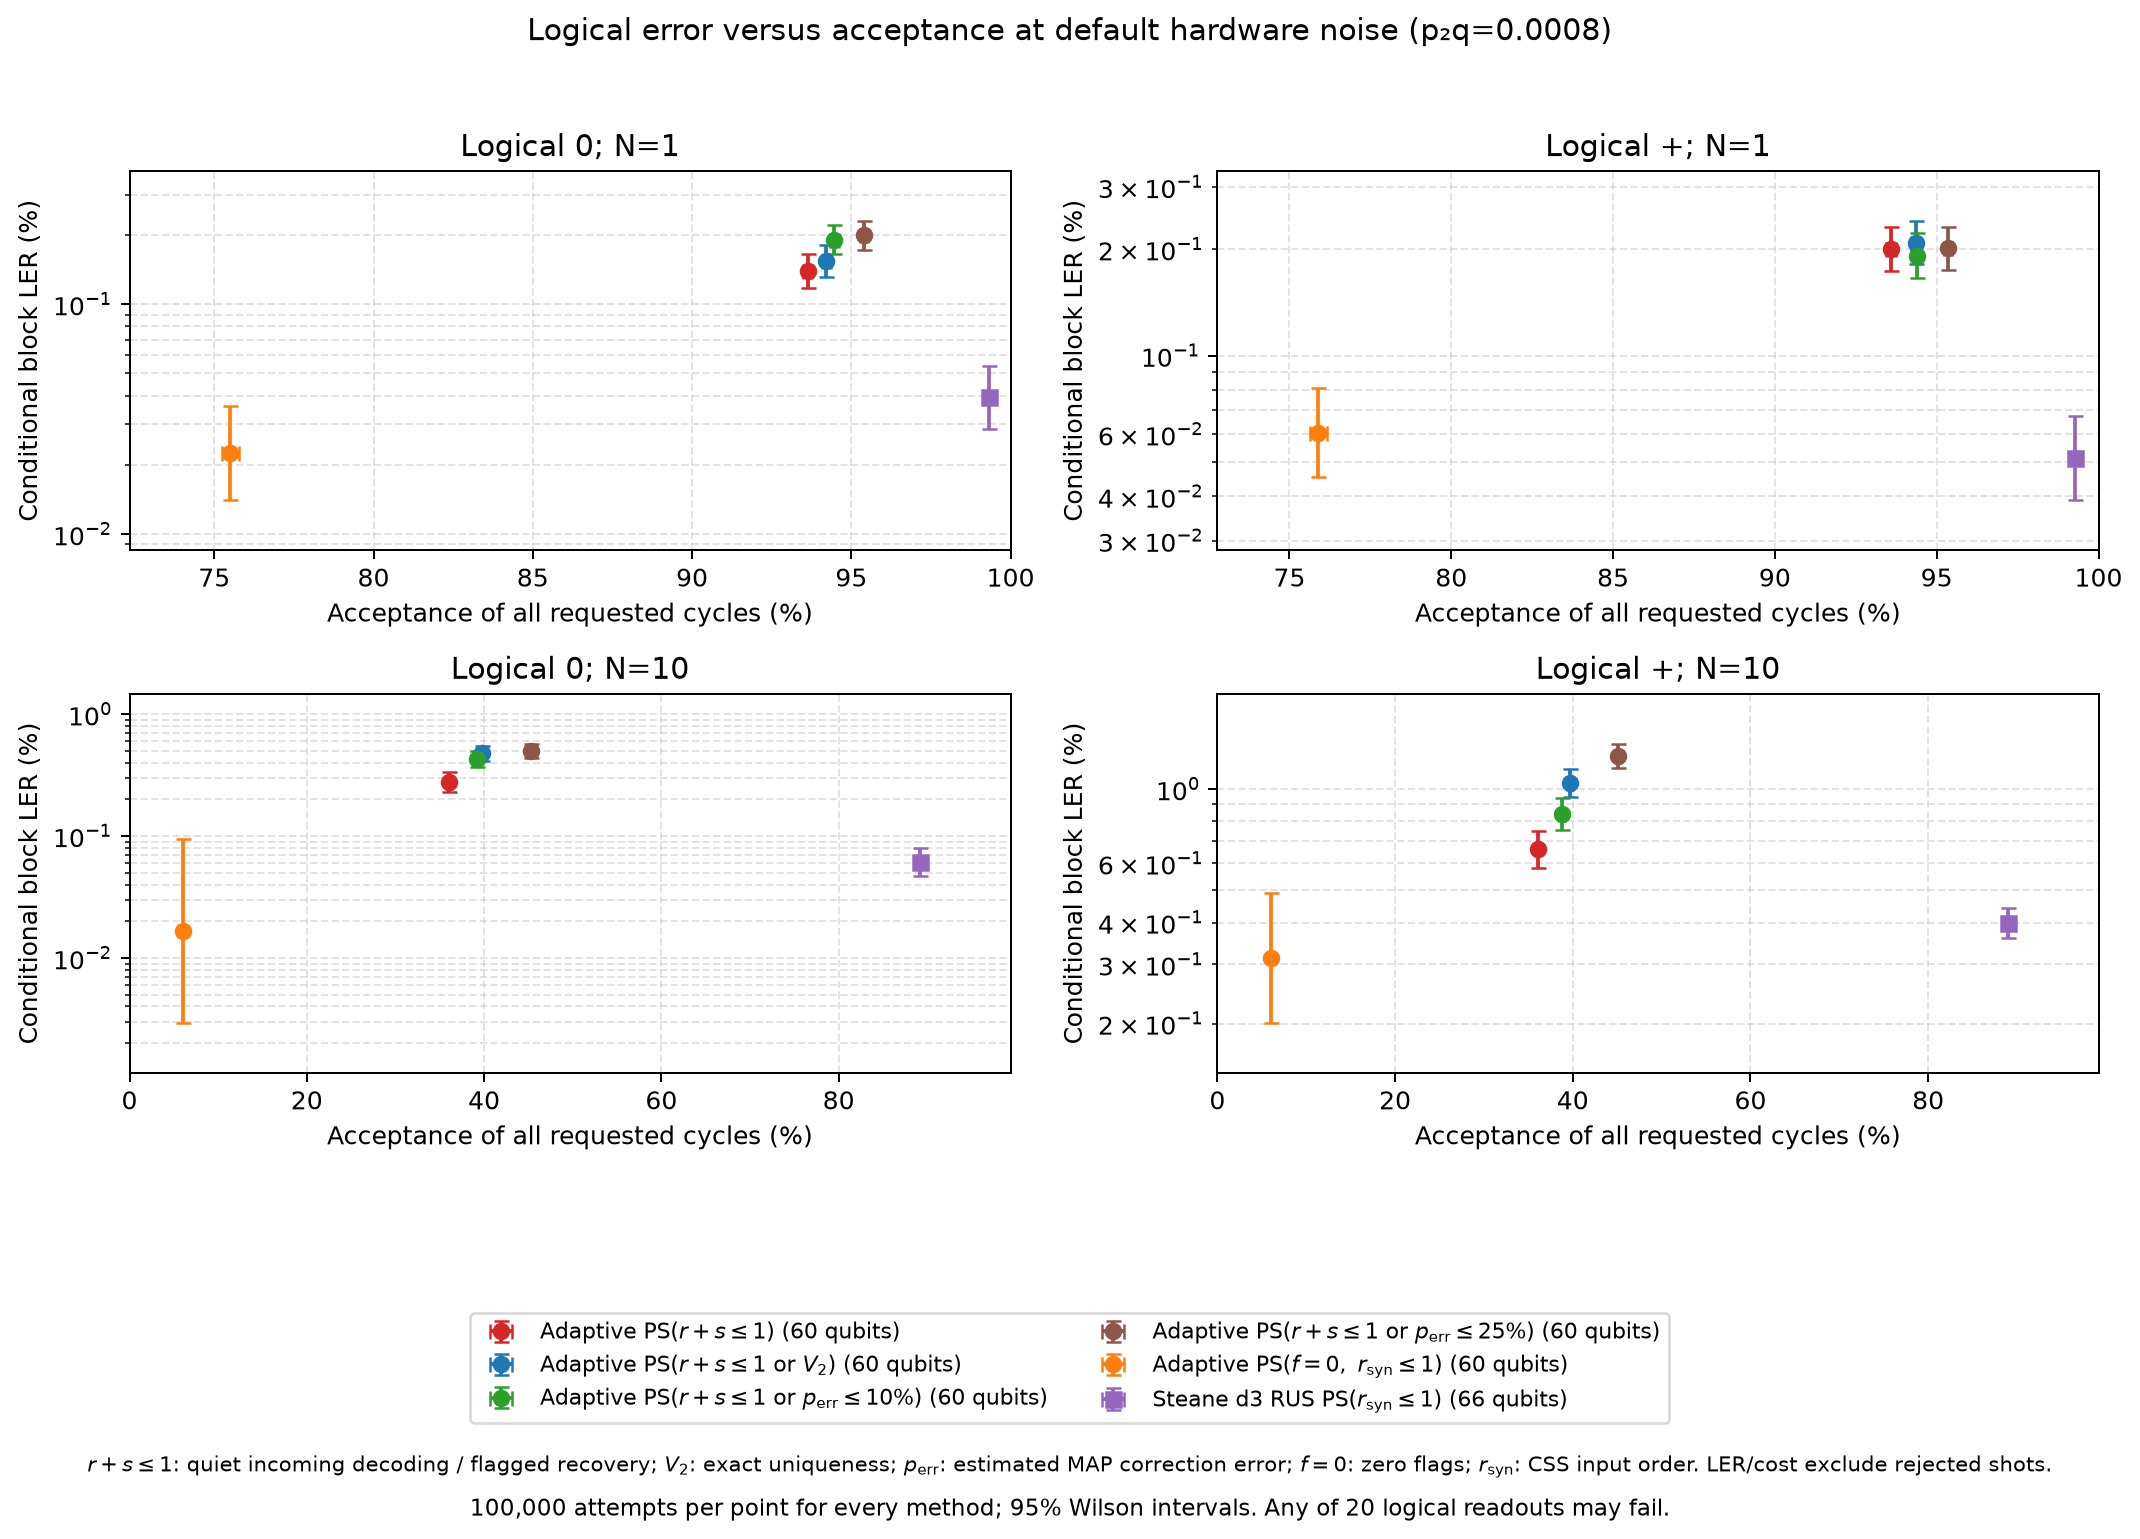 Logical error versus acceptance at default hardware noise (p₂q=0.0008)
Logical 0; N=1
Conditional block LER (%)
10⁻¹
10⁻²
75 80 85 90 95 100
Acceptance of all requested cycles (%)
Logical +; N=1
Conditional block LER (%)
3 × 10⁻¹
2 × 10⁻¹
10⁻¹
6 × 10⁻²
4 × 10⁻²
3 × 10⁻²
75 80 85 90 95 100
Acceptance of all requested cycles (%)
Logical 0; N=10
Conditional block LER (%)
10⁰
10⁻¹
10⁻²
0 20 40 60 80
Acceptance of all requested cycles (%)
Logical +; N=10
Conditional block LER (%)
10⁰
6 × 10⁻¹
4 × 10⁻¹
3 × 10⁻¹
2 × 10⁻¹
0 20 40 60 80
Acceptance of all requested cycles (%)
Adaptive PS(r + s ≤ 1) (60 qubits)
Adaptive PS(r + s ≤ 1 or V₂) (60 qubits)
Adaptive PS(r + s ≤ 1 or p_err ≤ 10%) (60 qubits)
Adaptive PS(r + s ≤ 1 or p_err ≤ 25%) (60 qubits)
Adaptive PS(f = 0, r_syn ≤ 1) (60 qubits)
Steane d3 RUS PS(r_syn ≤ 1) (66 qubits)
r + s ≤ 1: quiet incoming decoding / flagged recovery; V₂: exact uniqueness; p_err: estimated MAP correction error; f = 0: zero flags; r_syn: CSS input order. LER/cost exclude rejected shots.
100,000 attempts per point for every method; 95% Wilson intervals. Any of 20 logical readouts may fail.